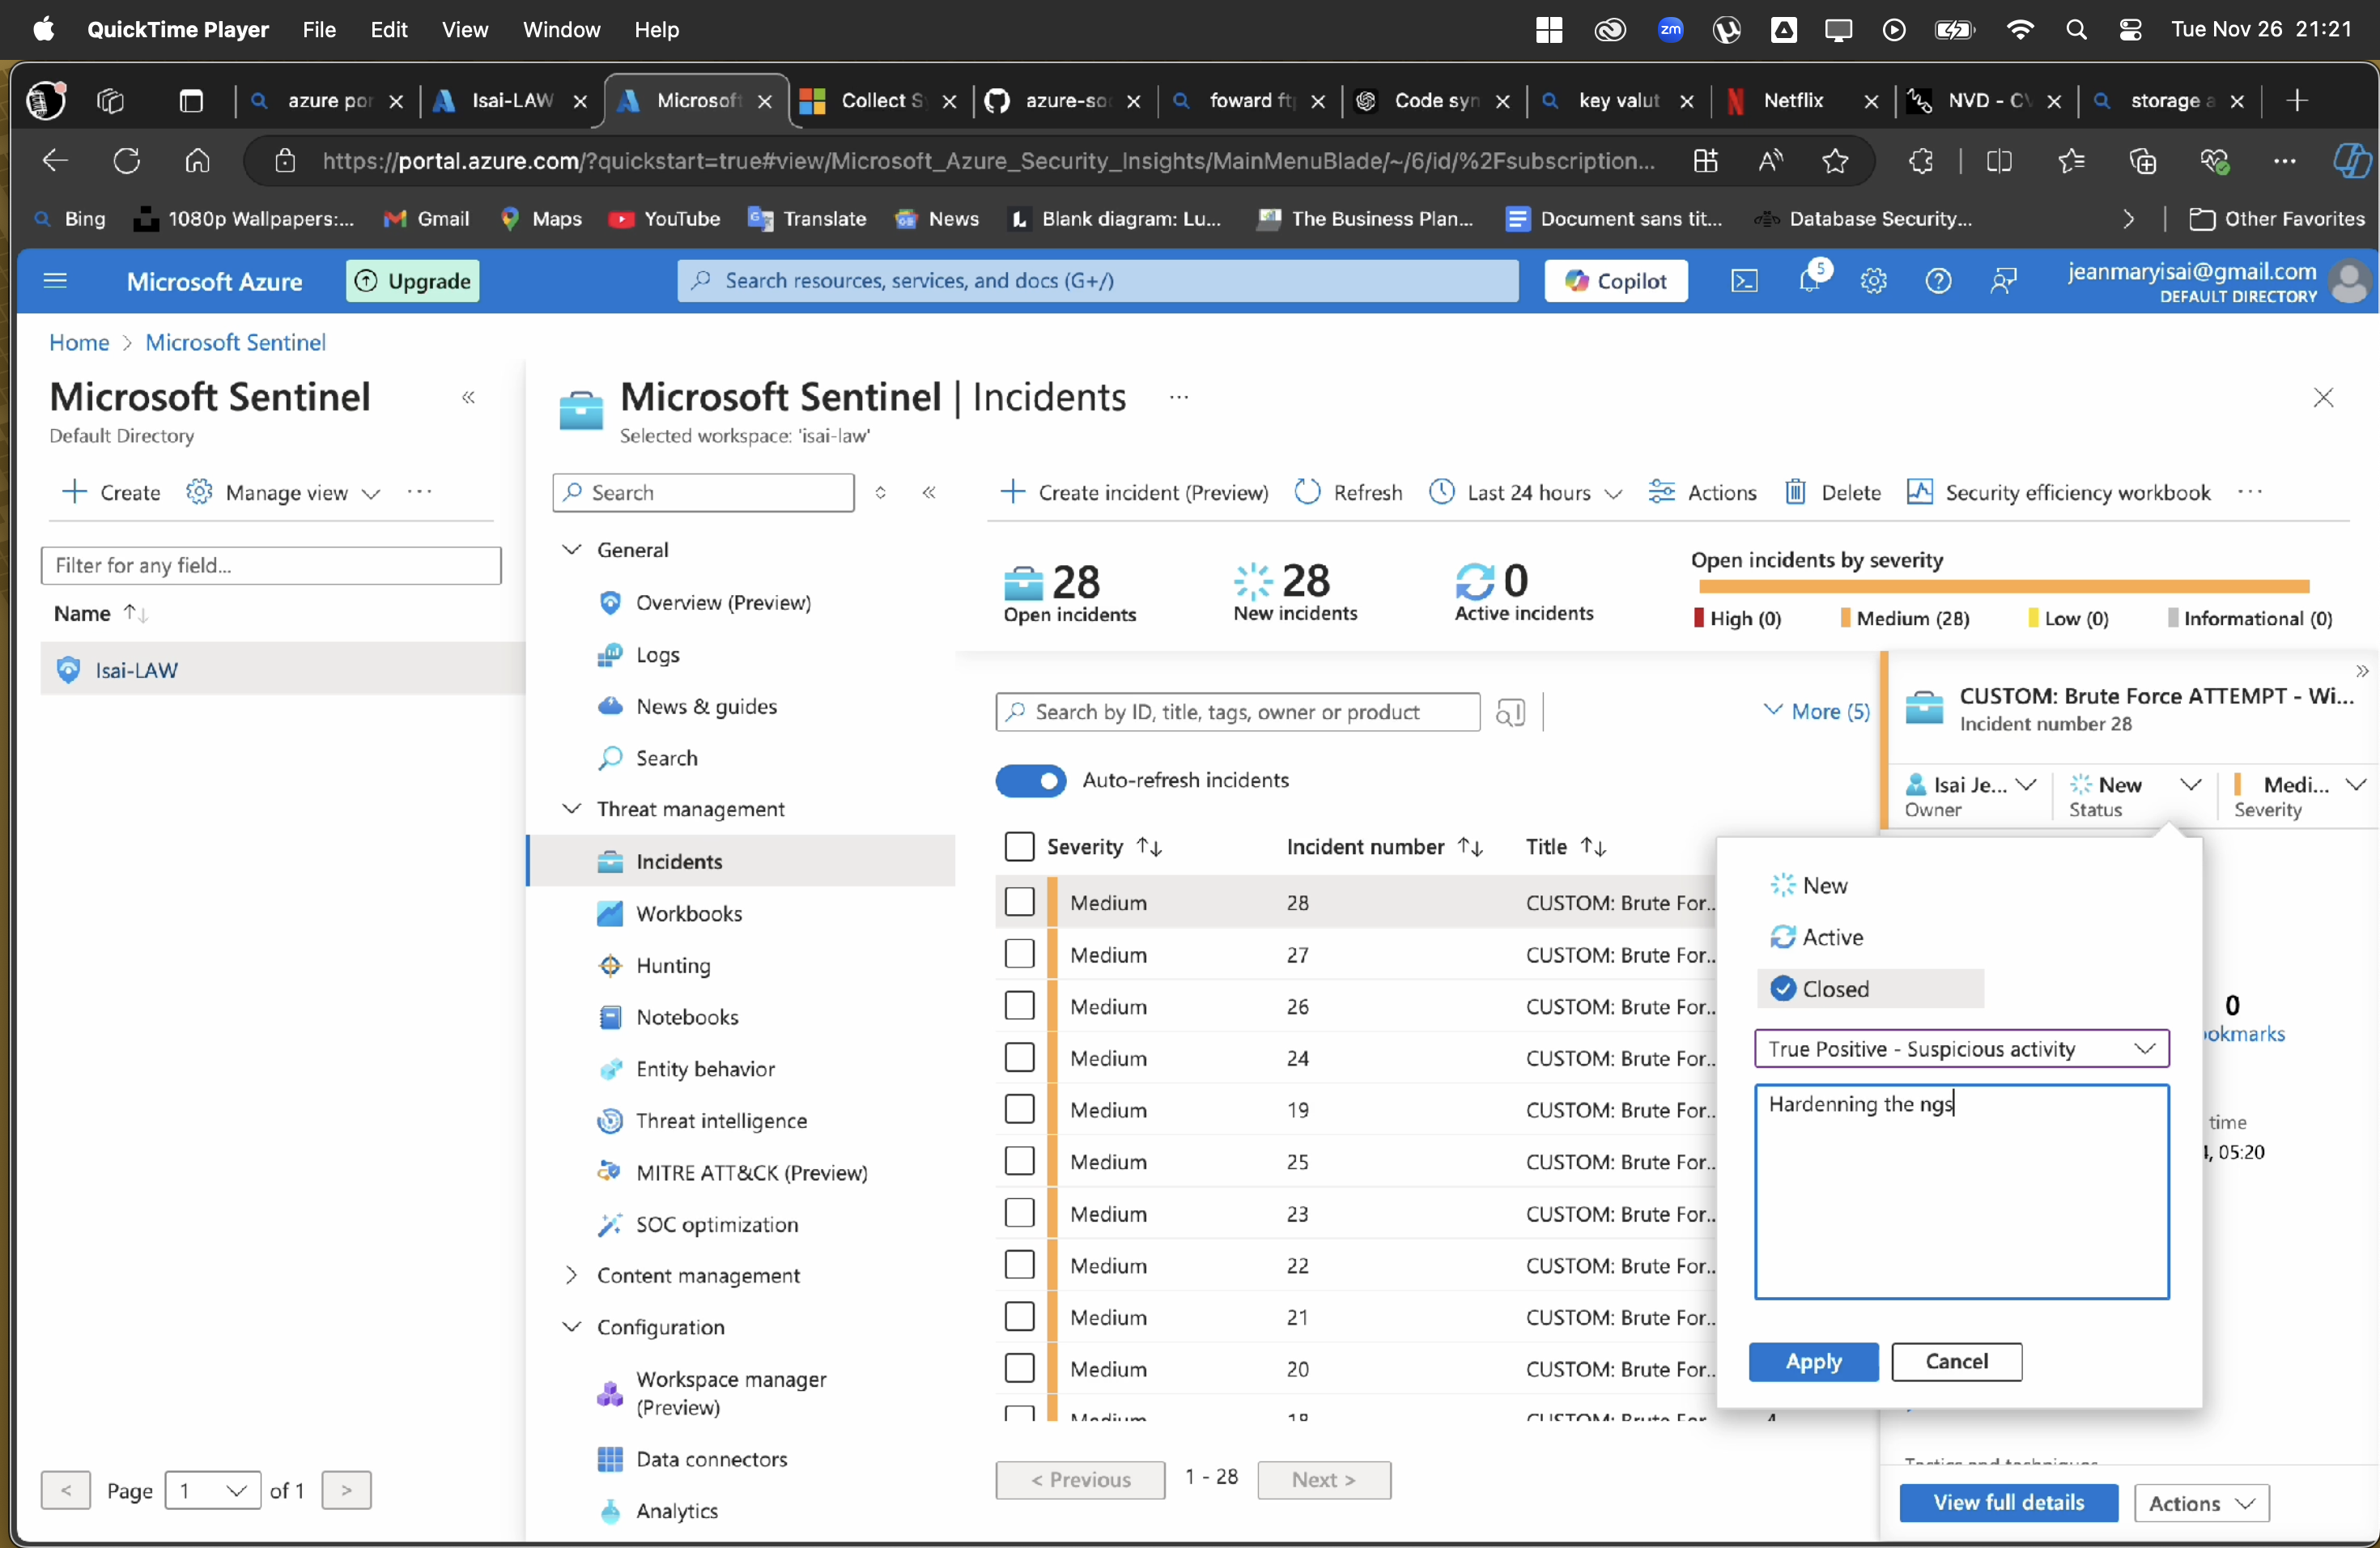 QuickTime Player File Edit View Window Help zm Tue Nov 26 21:21
azure por Isai-LAW Microsoft Collect Sy azure-soc foward ftp Code syn key valut Netflix NVD - CV storage a
https://portal.azure.com/?quickstart=true#view/Microsoft_Azure_Security_Insights/MainMenuBlade/~/6/id/%2Fsubscription...
Bing 1080p Wallpapers:... Gmail Maps YouTube Translate News Blank diagram: Lu... The Business Plan... Document sans tit... Database Security... Other Favorites
Microsoft Azure Upgrade Search resources, services, and docs (G+/) Copilot 5 jeanmaryisai@gmail.com
DEFAULT DIRECTORY
Home > Microsoft Sentinel
Microsoft Sentinel «
Default Directory
+ Create Manage view ...
Filter for any field...
Name ↑↓
Isai-LAW
< Page 1 of 1 >
Microsoft Sentinel | Incidents ...
Selected workspace: 'isai-law'
Search «
General
Overview (Preview)
Logs
News & guides
Search
Threat management
Incidents
Workbooks
Hunting
Notebooks
Entity behavior
Threat intelligence
MITRE ATT&CK (Preview)
SOC optimization
Content management
Configuration
Workspace manager
(Preview)
Data connectors
Analytics
+ Create incident (Preview) Refresh Last 24 hours Actions Delete Security efficiency workbook ...
28
Open incidents
28
New incidents
0
Active incidents
Open incidents by severity
High (0) Medium (28) Low (0) Informational (0)
Search by ID, title, tags, owner or product More (5)
Auto-refresh incidents
Severity ↑↓ Incident number ↑↓ Title ↑↓
Medium 28 CUSTOM: Brute For...
Medium 27 CUSTOM: Brute For...
Medium 26 CUSTOM: Brute For...
Medium 24 CUSTOM: Brute For...
Medium 19 CUSTOM: Brute For...
Medium 25 CUSTOM: Brute For...
Medium 23 CUSTOM: Brute For...
Medium 22 CUSTOM: Brute For...
Medium 21 CUSTOM: Brute For...
Medium 20 CUSTOM: Brute For...
Medium 18 CUSTOM: Brute For 4
< Previous 1 - 28 Next >
»
CUSTOM: Brute Force ATTEMPT - Wi...
Incident number 28
Isai Je... New Medi...
Owner Status Severity
New
Active
Closed
True Positive - Suspicious activity
Hardenning the ngs
Apply Cancel
0
okmarks
time
, 05:20
Tactics and techniques
View full details Actions